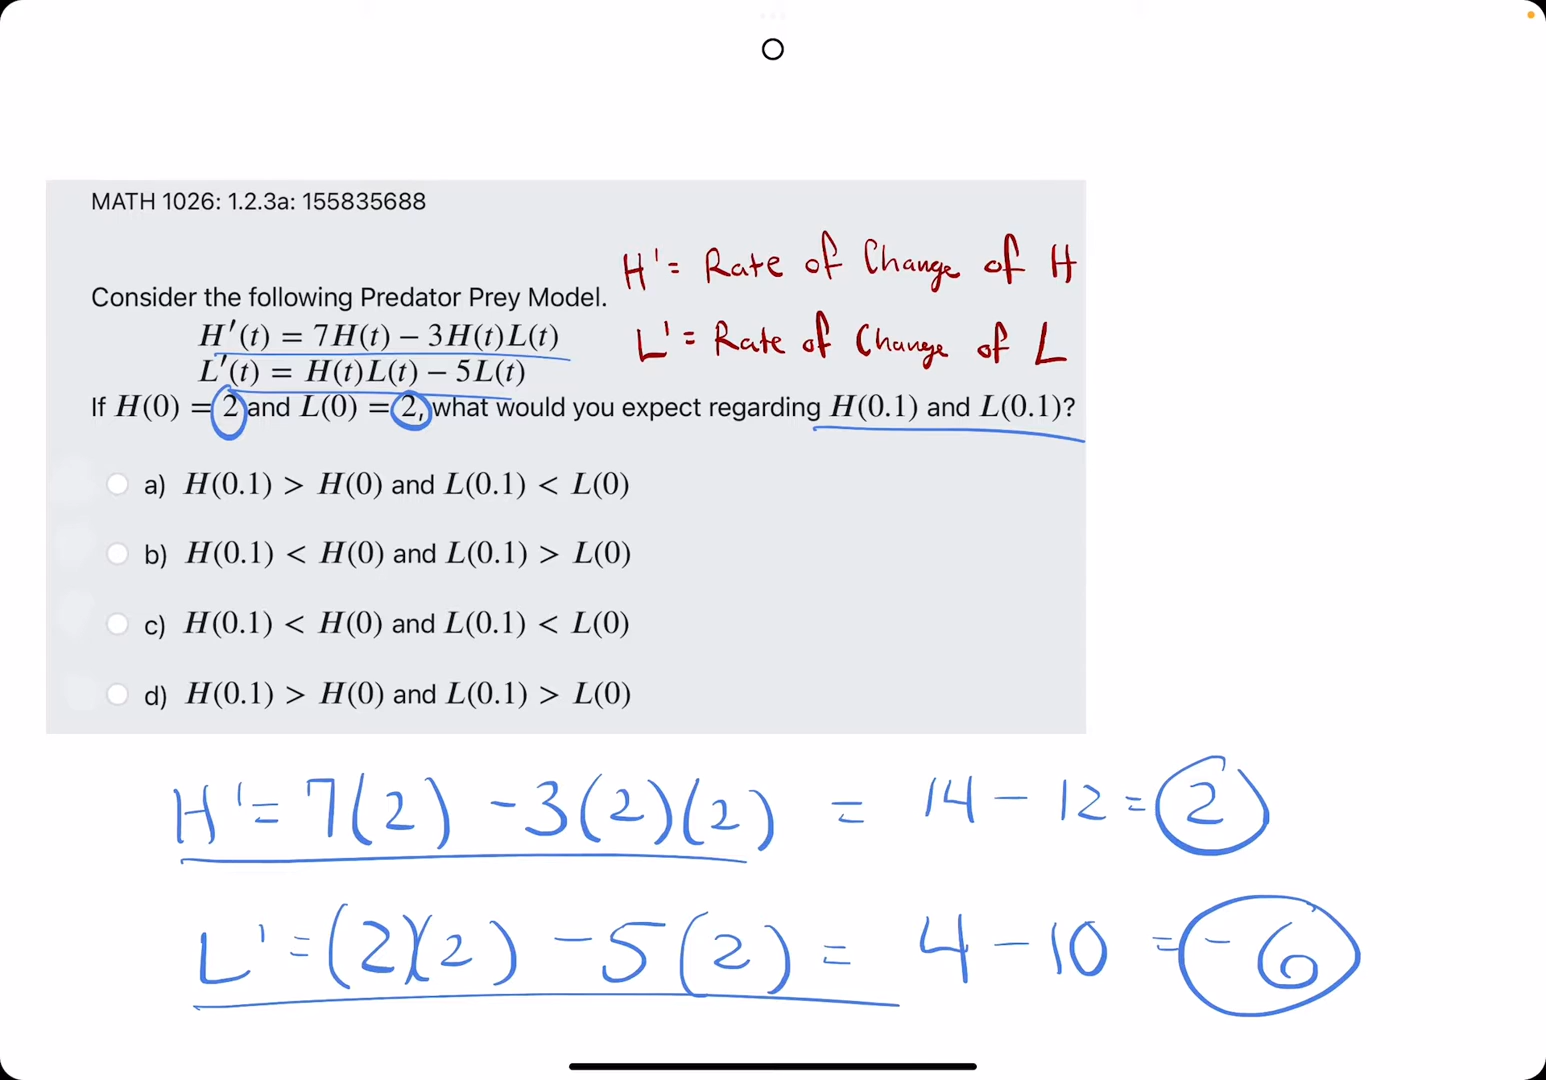 MATH 1026: 1.2.3a: 155835688
H' = Rate of Change of H
Consider the following Predator Prey Model.
H′(t) = 7H(t) − 3H(t)L(t)
L' = Rate of Change of L
L′(t) = H(t)L(t) − 5L(t)
If H(0) = 2 and L(0) = 2, what would you expect regarding H(0.1) and L(0.1)?
a) H(0.1) > H(0) and L(0.1) < L(0)
b) H(0.1) < H(0) and L(0.1) > L(0)
c) H(0.1) < H(0) and L(0.1) < L(0)
d) H(0.1) > H(0) and L(0.1) > L(0)
H' = 7(2) - 3(2)(2) = 14 - 12 = 2
L' = (2)(2) - 5(2) = 4 - 10 = -6